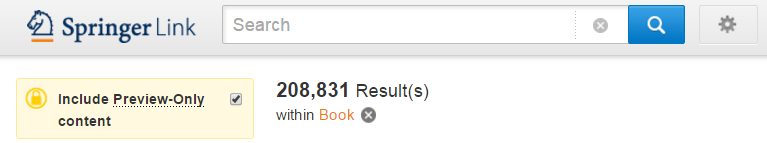 Springer Link
Search
Include Preview-Only
content
208,831 Result(s)
within Book